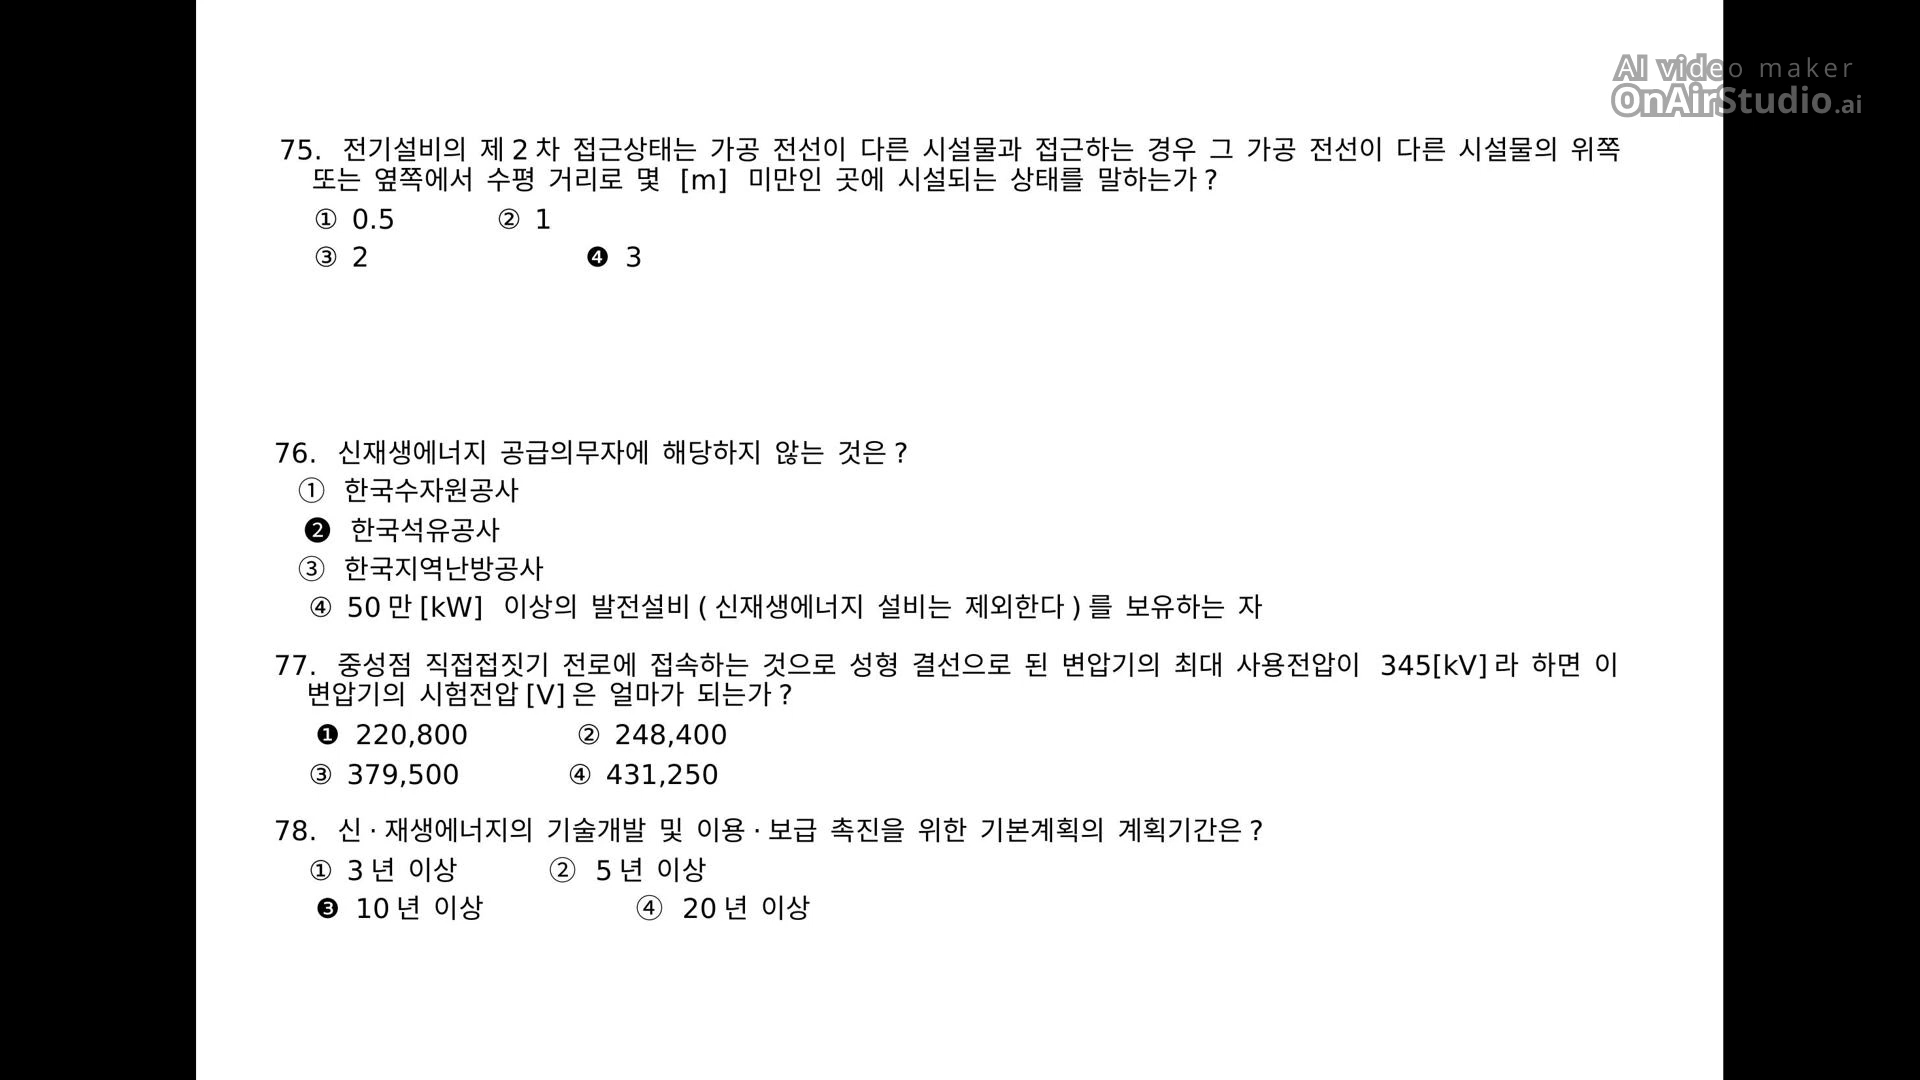 AI video maker
OnAirStudio.ai
75. 전기설비의 제2차 접근상태는 가공 전선이 다른 시설물과 접근하는 경우 그 가공 전선이 다른 시설물의 위쪽
또는 옆쪽에서 수평 거리로 몇 [m] 미만인 곳에 시설되는 상태를 말하는가?
① 0.5 ② 1
③ 2 ❹ 3
76. 신재생에너지 공급의무자에 해당하지 않는 것은?
① 한국수자원공사
❷ 한국석유공사
③ 한국지역난방공사
④ 50만[kW] 이상의 발전설비(신재생에너지 설비는 제외한다)를 보유하는 자
77. 중성점 직접접짓기 전로에 접속하는 것으로 성형 결선으로 된 변압기의 최대 사용전압이 345[kV]라 하면 이
변압기의 시험전압[V]은 얼마가 되는가?
❶ 220,800 ② 248,400
③ 379,500 ④ 431,250
78. 신·재생에너지의 기술개발 및 이용·보급 촉진을 위한 기본계획의 계획기간은?
① 3년 이상 ② 5년 이상
❸ 10년 이상 ④ 20년 이상